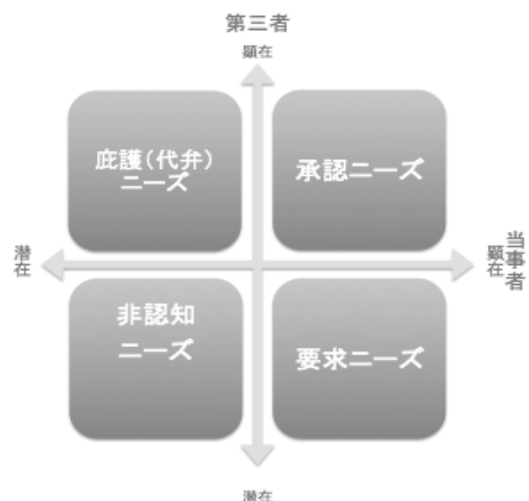 第三者
顕在
庇護(代弁)
ニーズ
承認ニーズ
潜在
顕在
当事者
非認知
ニーズ
要求ニーズ
潜在